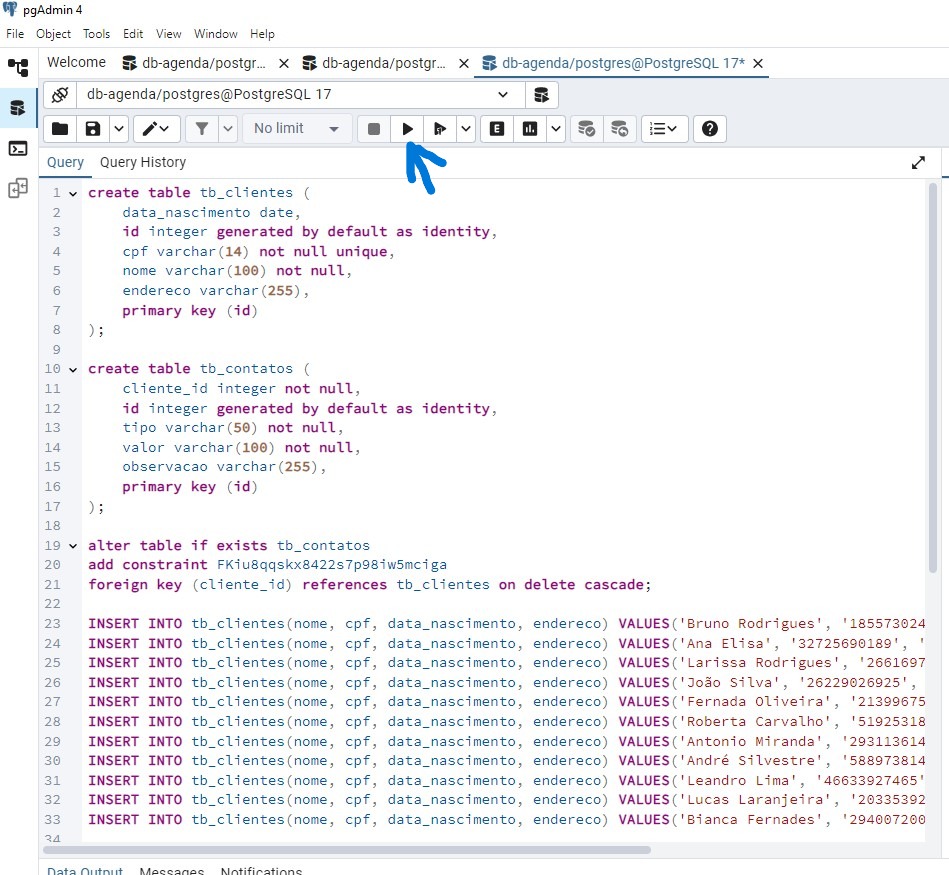 pgAdmin 4
File Object Tools Edit View Window Help
Welcome db-agenda/postgr... db-agenda/postgr... db-agenda/postgres@PostgreSQL 17*
db-agenda/postgres@PostgreSQL 17
No limit E
Query Query History
1 create table tb_clientes (
2 data_nascimento date,
3 id integer generated by default as identity,
4 cpf varchar(14) not null unique,
5 nome varchar(100) not null,
6 endereco varchar(255),
7 primary key (id)
8 );
9
10 create table tb_contatos (
11 cliente_id integer not null,
12 id integer generated by default as identity,
13 tipo varchar(50) not null,
14 valor varchar(100) not null,
15 observacao varchar(255),
16 primary key (id)
17 );
18
19 alter table if exists tb_contatos
20 add constraint FKiu8qqskx8422s7p98iw5mciga
21 foreign key (cliente_id) references tb_clientes on delete cascade;
22
23 INSERT INTO tb_clientes(nome, cpf, data_nascimento, endereco) VALUES('Bruno Rodrigues', '185573024
24 INSERT INTO tb_clientes(nome, cpf, data_nascimento, endereco) VALUES('Ana Elisa', '32725690189', '
25 INSERT INTO tb_clientes(nome, cpf, data_nascimento, endereco) VALUES('Larissa Rodrigues', '2661697
26 INSERT INTO tb_clientes(nome, cpf, data_nascimento, endereco) VALUES('João Silva', '26229026925',
27 INSERT INTO tb_clientes(nome, cpf, data_nascimento, endereco) VALUES('Fernada Oliveira', '21399675
28 INSERT INTO tb_clientes(nome, cpf, data_nascimento, endereco) VALUES('Roberta Carvalho', '51925318
29 INSERT INTO tb_clientes(nome, cpf, data_nascimento, endereco) VALUES('Antonio Miranda', '293113614
30 INSERT INTO tb_clientes(nome, cpf, data_nascimento, endereco) VALUES('André Silvestre', '588973814
31 INSERT INTO tb_clientes(nome, cpf, data_nascimento, endereco) VALUES('Leandro Lima', '46633927465'
32 INSERT INTO tb_clientes(nome, cpf, data_nascimento, endereco) VALUES('Lucas Laranjeira', '20335392
33 INSERT INTO tb_clientes(nome, cpf, data_nascimento, endereco) VALUES('Bianca Fernades', '294007200
34
Data Output Messages Notifications